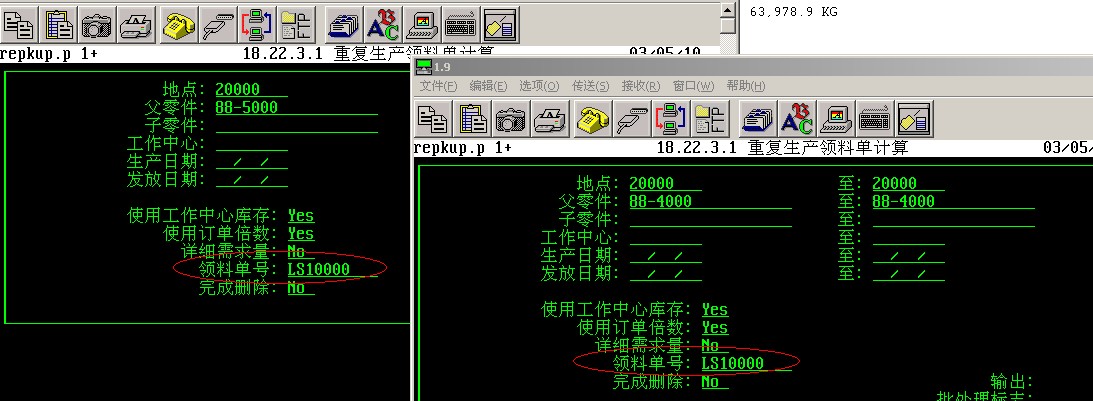 63,978.9 KG
repkup.p 1+ 18.22.3.1 重复生产领料单计算 03/05/10
地点: 20000
父零件: 88-5000
子零件:
工作中心:
生产日期: / /
发放日期: / /
使用工作中心库存: Yes
使用订单倍数: Yes
详细需求量: No
领料单号: LS10000
完成删除: No
1.9
文件(F) 编辑(E) 选项(O) 传送(S) 接收(R) 窗口(W) 帮助(H)
repkup.p 1+ 18.22.3.1 重复生产领料单计算 03/05/
地点: 20000 至: 20000
父零件: 88-4000 至: 88-4000
子零件: 至:
工作中心: 至:
生产日期: / / 至: / /
发放日期: / / 至: / /
使用工作中心库存: Yes
使用订单倍数: Yes
详细需求量: No
领料单号: LS10000
完成删除: No 输出:
批处理标志: